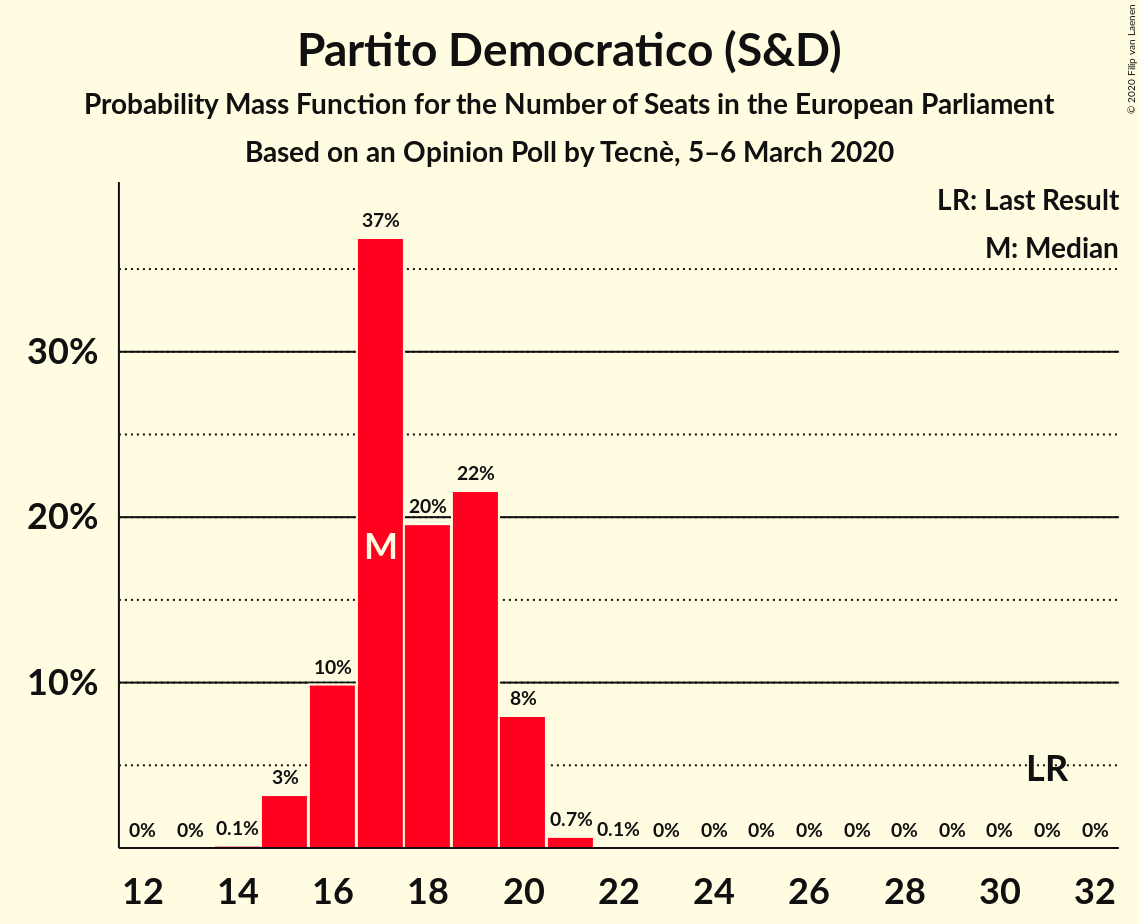 Partito Democratico (S&D)
Probability Mass Function for the Number of Seats in the European Parliament
Based on an Opinion Poll by Tecnè, 5–6 March 2020
© 2020 Filip van Laenen
LR: Last Result
M: Median
37%
30%
22%
20%
20%
M
10%
10%
8%
3%
LR
0% 0% 0.1% 0.7% 0.1% 0% 0% 0% 0% 0% 0% 0% 0% 0% 0%
12 14 16 18 20 22 24 26 28 30 32